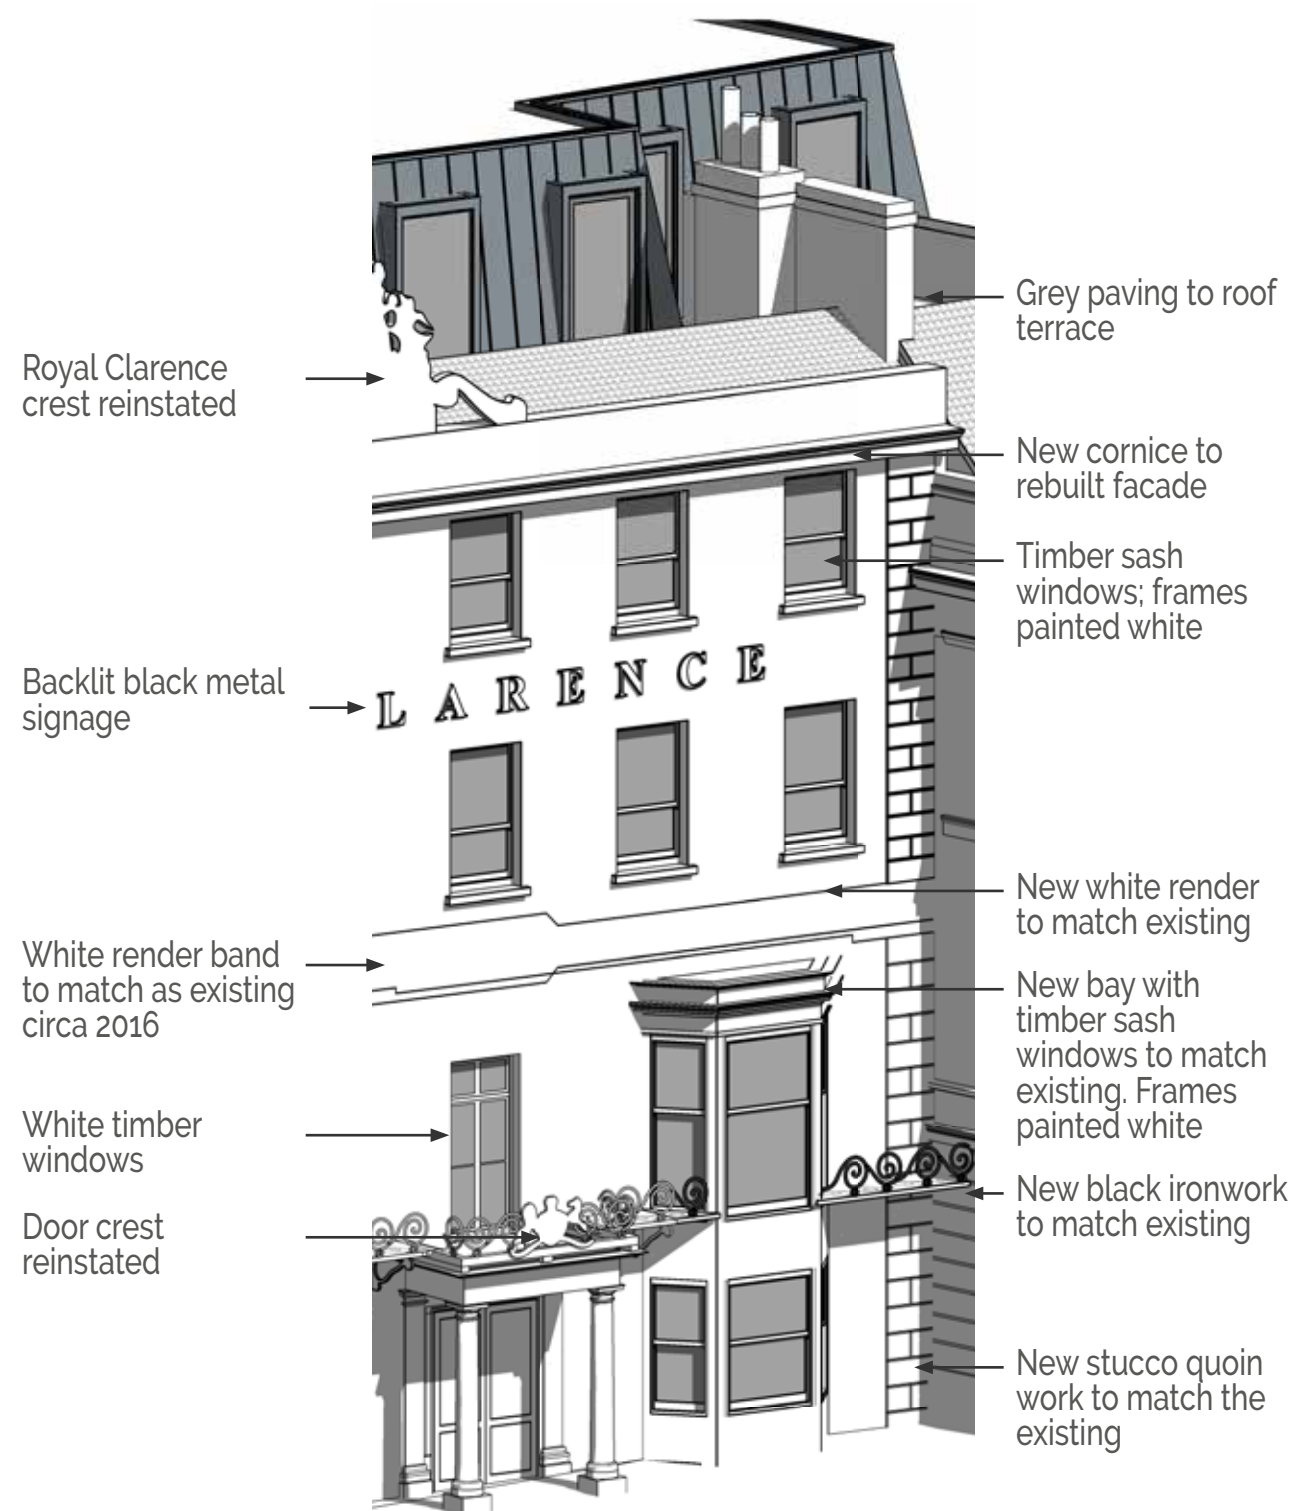 Royal Clarence
crest reinstated
Backlit black metal
signage
White render band
to match as existing
circa 2016
White timber
windows
Door crest
reinstated
LARENCE
Grey paving to roof
terrace
New cornice to
rebuilt facade
Timber sash
windows; frames
painted white
New white render
to match existing
New bay with
timber sash
windows to match
existing. Frames
painted white
New black ironwork
to match existing
New stucco quoin
work to match the
existing